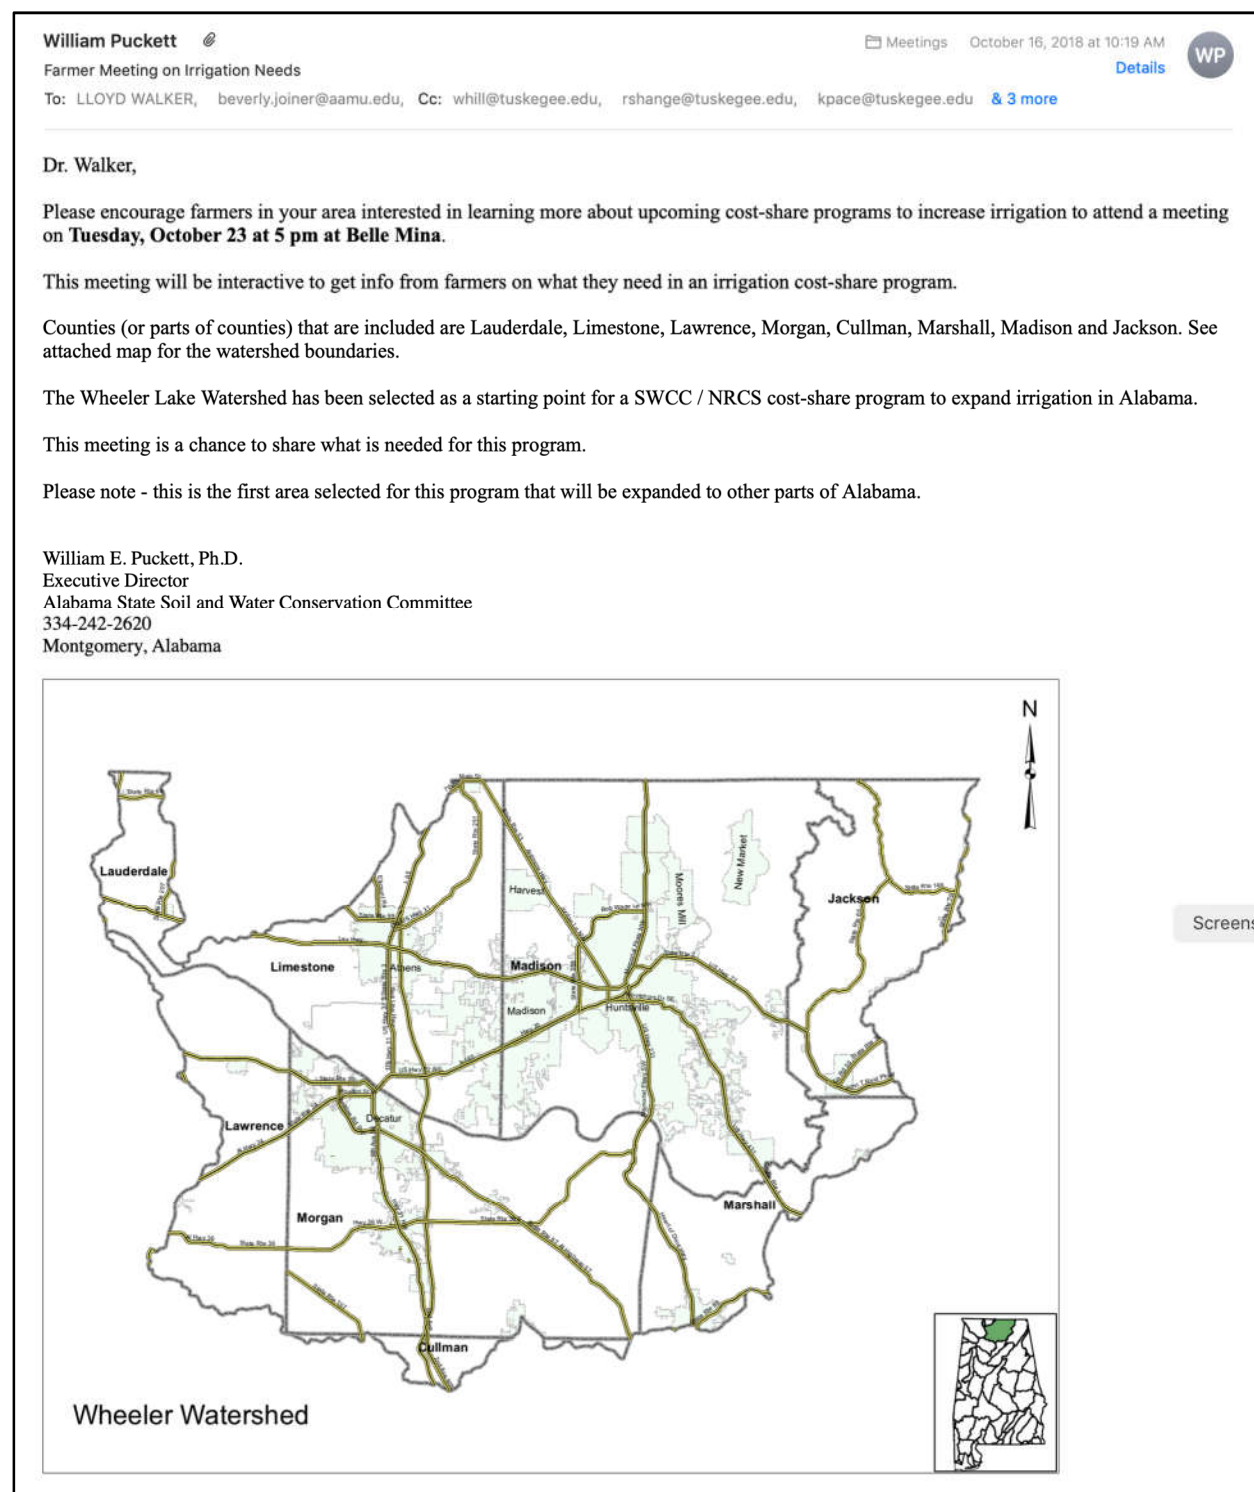 William Puckett
Meetings October 16, 2018 at 10:19 AM
WP
Farmer Meeting on Irrigation Needs
Details
To: LLOYD WALKER, beverly.joiner@aamu.edu, Cc: whill@tuskegee.edu, rshange@tuskegee.edu, kpace@tuskegee.edu & 3 more
Dr. Walker,
Please encourage farmers in your area interested in learning more about upcoming cost-share programs to increase irrigation to attend a meeting
on Tuesday, October 23 at 5 pm at Belle Mina.
This meeting will be interactive to get info from farmers on what they need in an irrigation cost-share program.
Counties (or parts of counties) that are included are Lauderdale, Limestone, Lawrence, Morgan, Cullman, Marshall, Madison and Jackson. See
attached map for the watershed boundaries.
The Wheeler Lake Watershed has been selected as a starting point for a SWCC / NRCS cost-share program to expand irrigation in Alabama.
This meeting is a chance to share what is needed for this program.
Please note - this is the first area selected for this program that will be expanded to other parts of Alabama.
William E. Puckett, Ph.D.
Executive Director
Alabama State Soil and Water Conservation Committee
334-242-2620
Montgomery, Alabama
N
Lauderdale
Harvest
Moores Mill
New Market
Jackson
Screens
Limestone
Athens
Madison
Madison
Huntsville
Lawrence
Decatur
Morgan
Marshall
Cullman
Wheeler Watershed